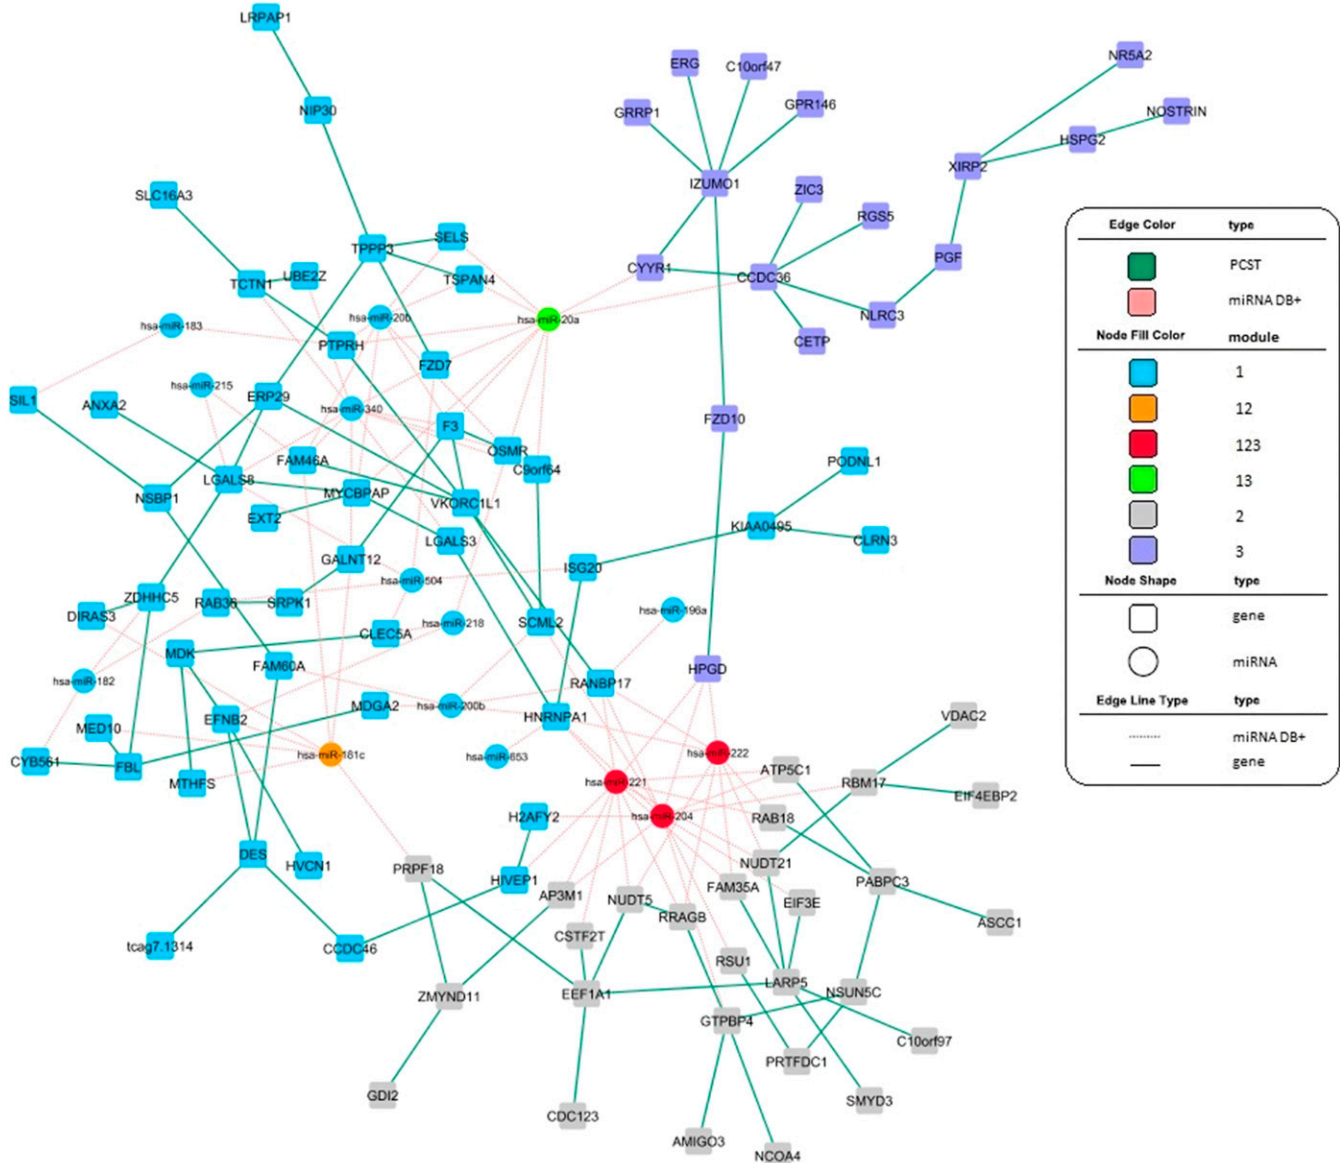 LRPAP1
NR5A2
ERG
C10orf47
GPR146
NIP30
GRRP1
NOSTRIN
HSPG2
XIRP2
IZUMO1
ZIC3
SLC16A3
RGS5
SELS
TPPP3
PGF
UBE2Z
TCTN1
TSPAN4
CYYR1
CCDC36
NLRC3
hsa-miR-183
hsa-miR-20b
hsa-miR-20a
CETP
PTPRH
FZD7
hsa-miR-215
SIL1
ANXA2
ERP29
hsa-miR-340
FZD10
F3
OSMR
FAM46A
C9orf64
PODNL1
LGALS8
NSBP1
MYCBPAP
VKORC1L1
EXT2
KIAA0495
LGALS3
CLRN3
GALNT12
ISG20
hsa-miR-504
ZDHHC5
RAB36
SRPK1
hsa-miR-196a
DIRAS3
hsa-miR-218
SCML2
CLEC5A
MDK
FAM60A
HPGD
hsa-miR-182
RANBP17
MDGA2
hsa-miR-200b
HNRNPA1
EFNB2
VDAC2
MED10
hsa-miR-181c
hsa-miR-653
hsa-miR-222
CYB561
FBL
ATP5C1
MTHFS
hsa-miR-221
RBM17
EIF4EBP2
H2AFY2
hsa-miR-204
RAB18
DES
HVCN1
PRPF18
NUDT21
HIVEP1
PABPC3
AP3M1
NUDT5
FAM35A
EIF3E
RRAGB
ASCC1
CSTF2T
tcag7.1314
CCDC46
RSU1
LARP5
NSUN5C
ZMYND11
EEF1A1
GTPBP4
C10orf97
PRTFDC1
GDI2
SMYD3
CDC123
AMIGO3
NCOA4
Edge Color type
PCST
miRNA DB+
Node Fill Color module
1
12
123
13
2
3
Node Shape type
gene
miRNA
Edge Line Type type
miRNA DB+
gene